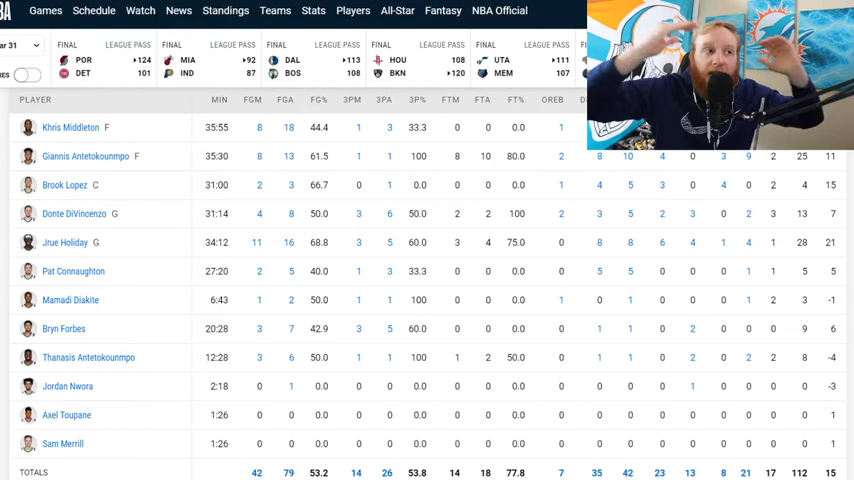 BA Games Schedule Watch News Standings Teams Stats Players All-Star Fantasy NBA Official
ar 31 FINAL LEAGUE PASS FINAL LEAGUE PASS FINAL LEAGUE PASS FINAL LEAGUE PASS FINAL LEAGUE PASS
POR 124 MIA 92 DAL 113 HOU 108 UTA 111
RES DET 101 IND 87 BOS 108 BKN 120 MEM 107
PLAYER MIN FGM FGA FG% 3PM 3PA 3P% FTM FTA FT% OREB D
Khris Middleton F 35:55 8 18 44.4 1 3 33.3 0 0 0.0 1
Giannis Antetokounmpo F 35:30 8 13 61.5 1 1 100 8 10 80.0 2 8 10 4 0 3 9 2 25 11
Brook Lopez C 31:00 2 3 66.7 0 1 0.0 0 0 0.0 1 4 5 3 0 4 0 2 4 15
Donte DiVincenzo G 31:14 4 8 50.0 3 6 50.0 2 2 100 2 3 5 2 3 0 2 3 13 7
Jrue Holiday G 34:12 11 16 68.8 3 5 60.0 3 4 75.0 0 8 8 6 4 1 4 1 28 21
Pat Connaughton 27:20 2 5 40.0 1 3 33.3 0 0 0.0 0 5 5 0 0 0 1 1 5 5
Mamadi Diakite 6:43 1 2 50.0 1 1 100 0 0 0.0 1 0 1 0 0 0 1 2 3 -1
Bryn Forbes 20:28 3 7 42.9 3 5 60.0 0 0 0.0 0 1 1 0 2 0 0 0 9 6
Thanasis Antetokounmpo 12:28 3 6 50.0 1 1 100 1 2 50.0 0 1 1 0 2 0 2 2 8 -4
Jordan Nwora 2:18 0 1 0.0 0 0 0.0 0 0 0.0 0 0 0 0 1 0 0 0 0 -3
Axel Toupane 1:26 0 0 0.0 0 0 0.0 0 0 0.0 0 0 0 0 0 0 0 0 0 1
Sam Merrill 1:26 0 0 0.0 0 0 0.0 0 0 0.0 0 0 0 0 0 0 0 0 0 1
TOTALS 42 79 53.2 14 26 53.8 14 18 77.8 7 35 42 23 13 8 21 17 112 15